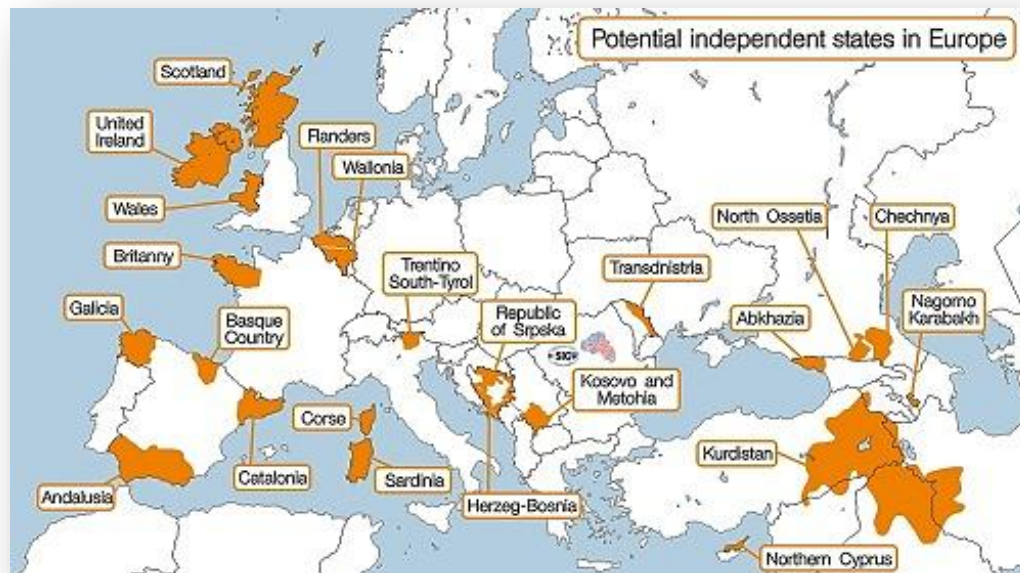 Potential independent states in Europe
Scotland
United
Ireland
Flanders
Wallonia
Wales
North Ossetia
Chechnya
Britanny
Trentino
South-Tyrol
Transdnistria
Galicia
Basque
Country
Republic
of Srpska
Abkhazia
Nagorno
Karabakh
SIG
Kosovo and
Metohia
Corse
Kurdistan
Andalusia
Catalonia
Sardinia
Herzeg-Bosnia
Northern Cyprus